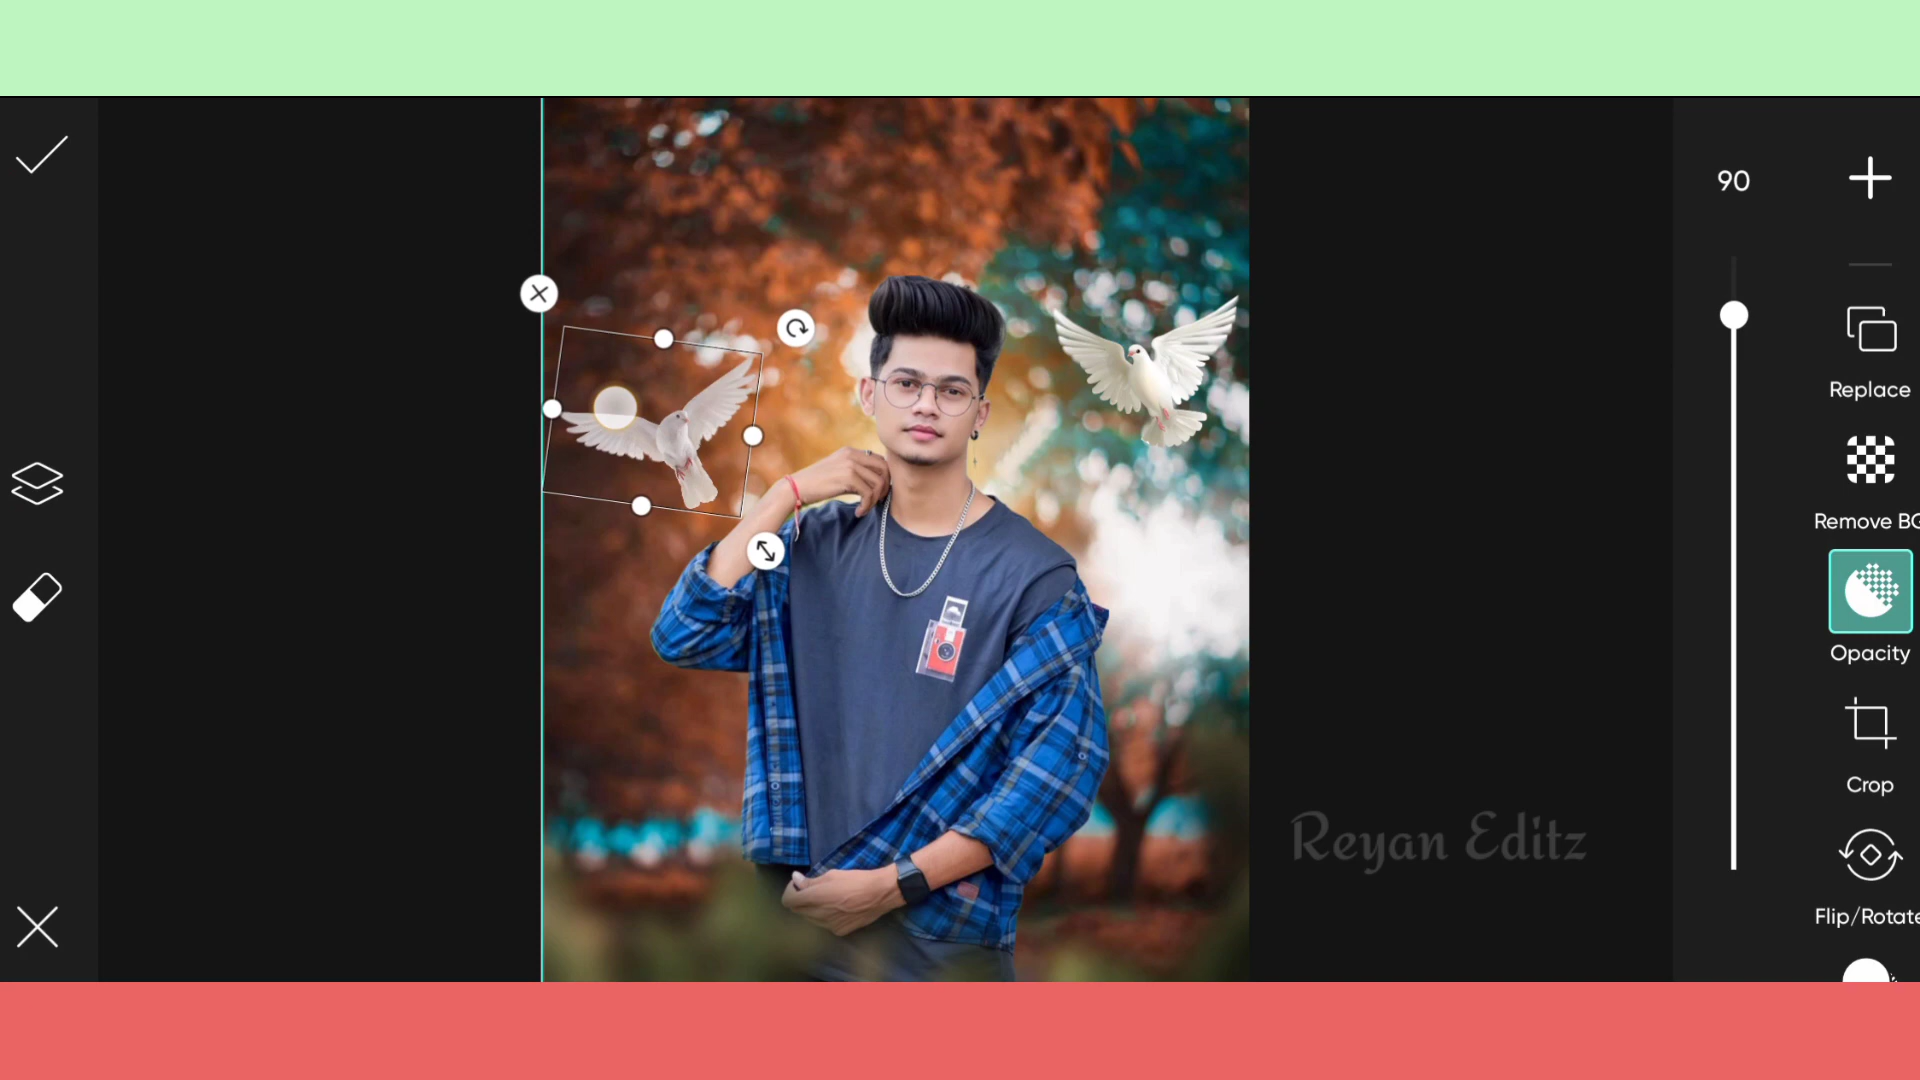 90
Replace
Remove BG
Opacity
Crop
Flip/Rotate
Reyan Editz